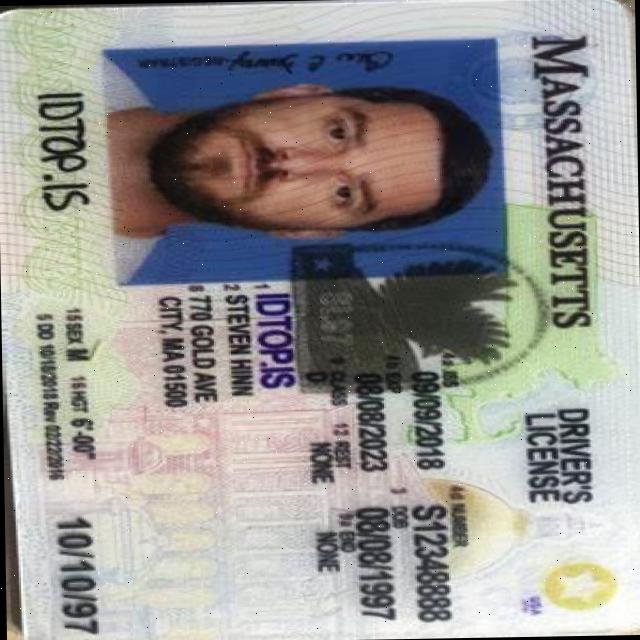 MASSACHUSETTS
DRIVER'S
LICENSE
USA
4a ISS
09/09/2018
4d NUMBER
S12348888
4b EXP
08/08/2023
3 DOB
08/08/1997
9 CLASS
D
12 REST
NONE
9a END
NONE
1 IDTOP.IS
2 STEVEN HINN
8 770 GOLD AVE
CITY, MA 01500
15 SEX M 16 HGT 6'-00"
5 DD 10/18/2018 Rev 02/22/2016
IDTOP.IS
10/10/97